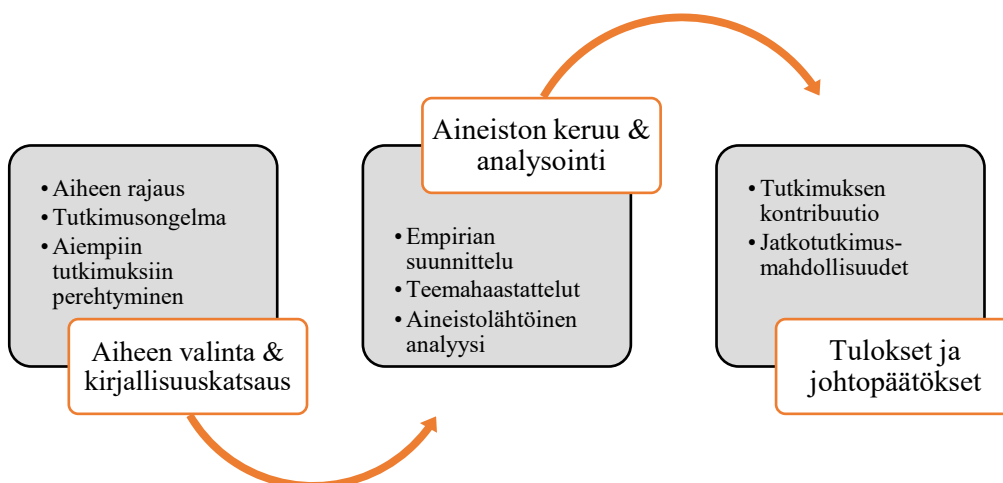 • Aiheen rajaus
• Tutkimusongelma
• Aiempiin
tutkimuksiin
perehtyminen
Aiheen valinta &
kirjallisuuskatsaus
Aineiston keruu &
analysointi
• Empirian
suunnittelu
• Teemahaastattelut
• Aineistolähtöinen
analyysi
• Tutkimuksen
kontribuutio
• Jatkotutkimus-
mahdollisuudet
Tulokset ja
johtopäätökset